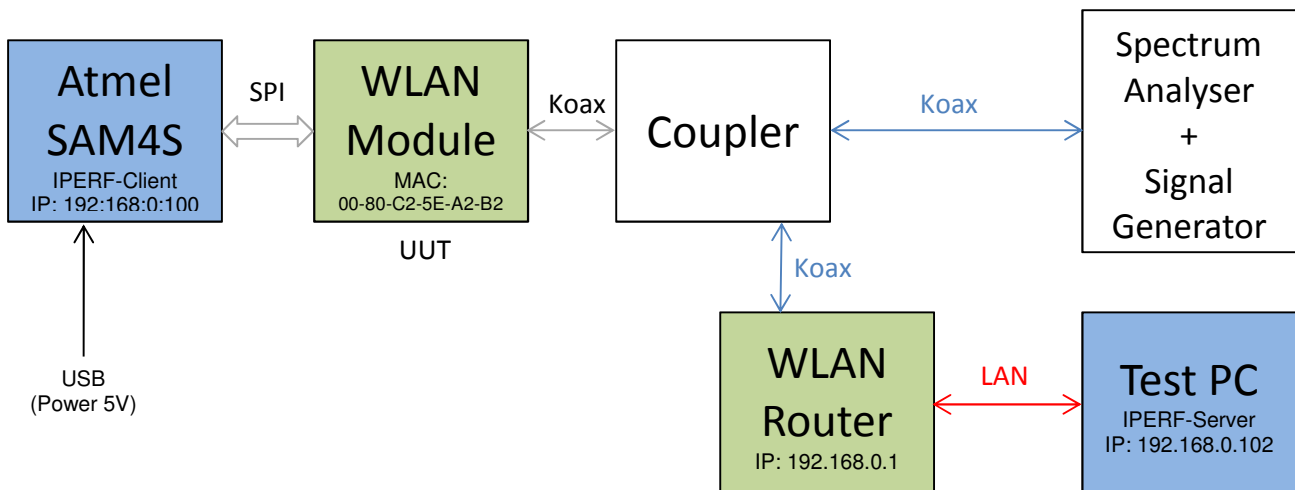 Atmel
SAM4S
IPERF-Client
IP: 192:168:0:100
SPI
WLAN
Module
MAC:
00-80-C2-5E-A2-B2
UUT
Koax
Coupler
Koax
Spectrum
Analyser
+
Signal
Generator
USB
(Power 5V)
Koax
WLAN
Router
IP: 192.168.0.1
LAN
Test PC
IPERF-Server
IP: 192.168.0.102